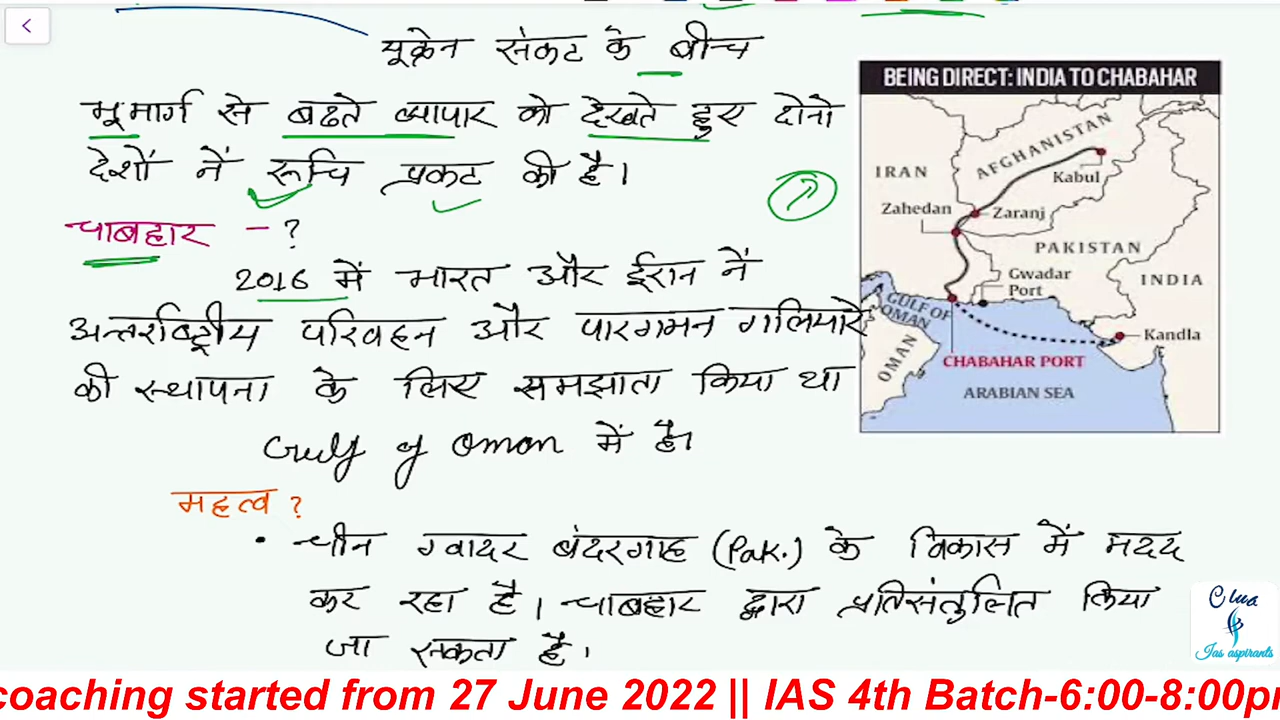 यूक्रेन संकट के बीच
भूमार्ग से बढते व्यापार को देखते हुए दोनो
देशों नें रूचि प्रकट की है।
चाबहार - ?
2016 में भारत और ईरान नें
अन्तर्राष्ट्रीय परिवहन और पारगमन गलियारे
की स्थापना के लिए समझाता किया था
Gulf of Oman में है।
महत्व ?
• चीन ग्वादर बंदरगाह (Pak.) के विकास में मदद
कर रहा है। चाबहार द्वारा प्रतिसंतुलित किया
जा सकता है।
BEING DIRECT: INDIA TO CHABAHAR
AFGHANISTAN
IRAN
Kabul
Zahedan
Zaranj
PAKISTAN
Gwadar
Port
INDIA
GULF OF
OMAN
Kandla
OMAN
CHABAHAR PORT
ARABIAN SEA
Ias aspirants
coaching started from 27 June 2022 || IAS 4th Batch-6:00-8:00pm